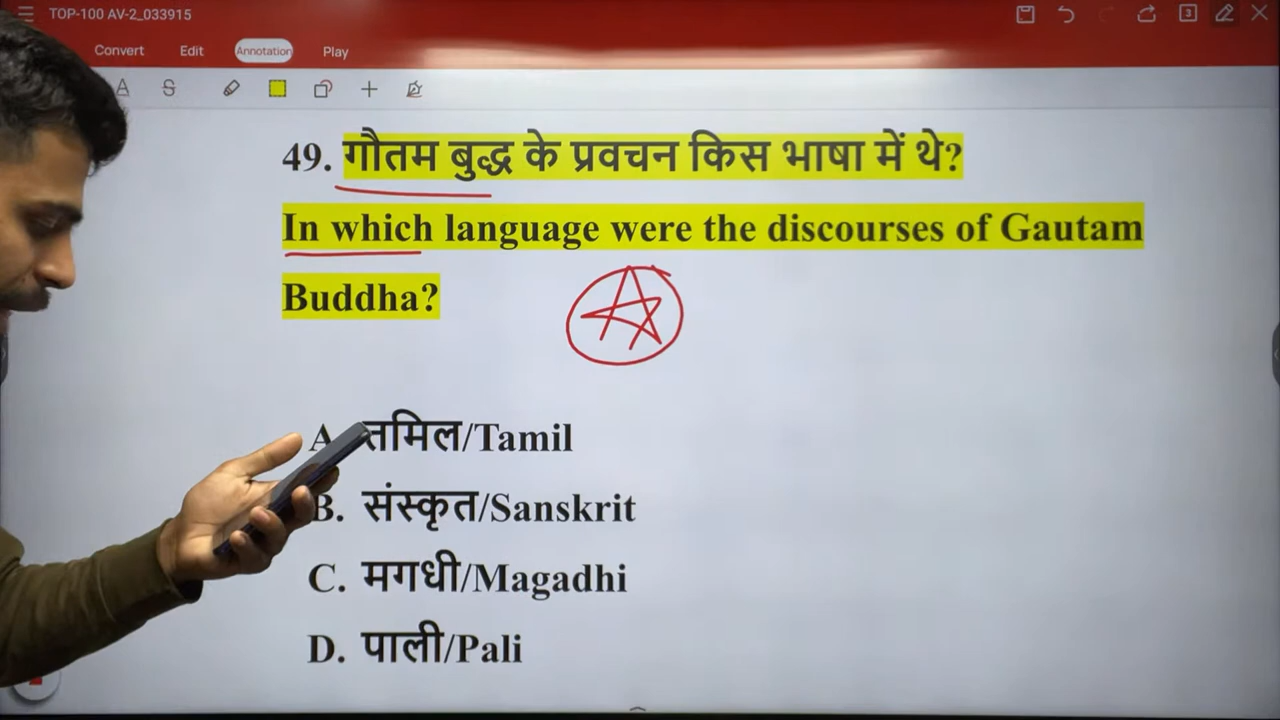 TOP-100 AV-2_033915
3
Convert Edit Annotation Play
49. गौतम बुद्ध के प्रवचन किस भाषा में थे?
In which language were the discourses of Gautam
Buddha?
A. तमिल/Tamil
B. संस्कृत/Sanskrit
C. मगधी/Magadhi
D. पाली/Pali